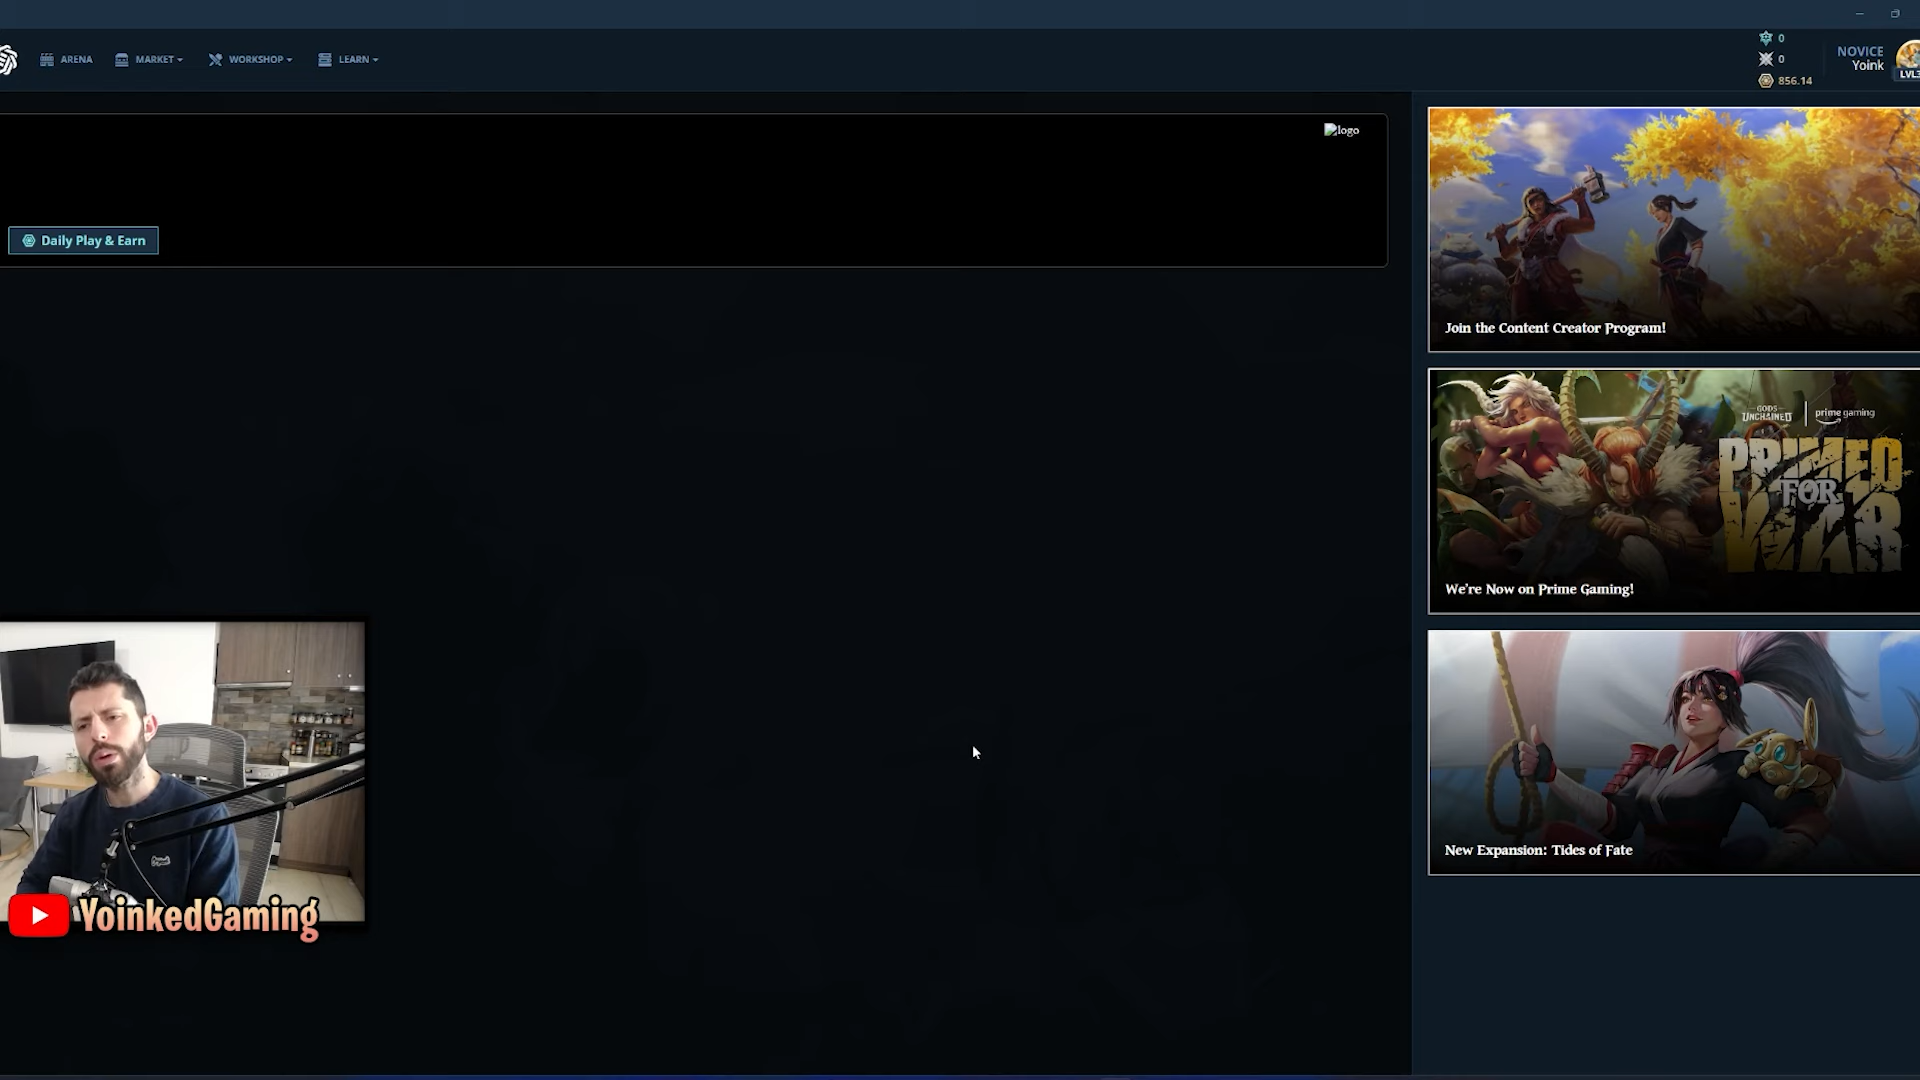 ARENA
MARKET
WORKSHOP
LEARN
0
0
856.14
NOVICE
Yoink
LVL3
logo
Daily Play & Earn
Join the Content Creator Program!
GODS
UNCHAINED
prime gaming
PRIMED
FOR
WAR
We're Now on Prime Gaming!
New Expansion: Tides of Fate
YoinkedGaming